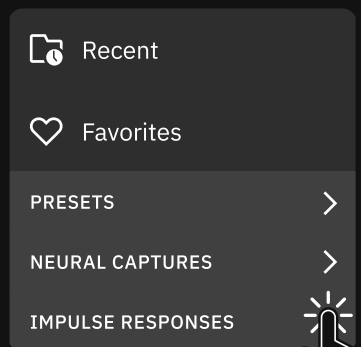 Recent
Favorites
PRESETS
NEURAL CAPTURES
IMPULSE RESPONSES